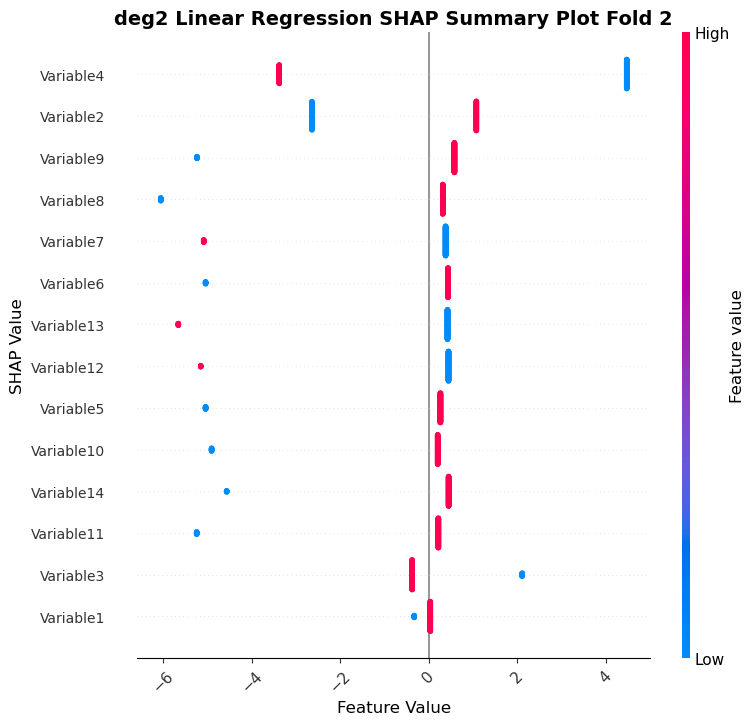 deg2 Linear Regression SHAP Summary Plot Fold 2
High
Variable4
Variable2
Variable9
Variable8
Variable7
Variable6
Variable13
Variable12
Variable5
Variable10
Variable14
Variable11
Variable3
Variable1
SHAP Value
Feature value
Low
−6
−4
−2
0
2
4
Feature Value